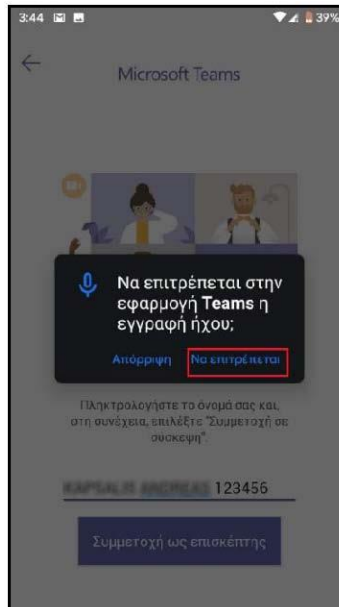 3:44 39%
Microsoft Teams
Να επιτρέπεται στην
εφαρμογή Teams η
εγγραφή ήχου;
Απόρριψη Να επιτρέπεται
Πληκτρολογήστε το όνομά σας και,
στη συνέχεια, επιλέξτε "Συμμετοχή σε
σύσκεψη".
123456
Συμμετοχή ως επισκέπτης